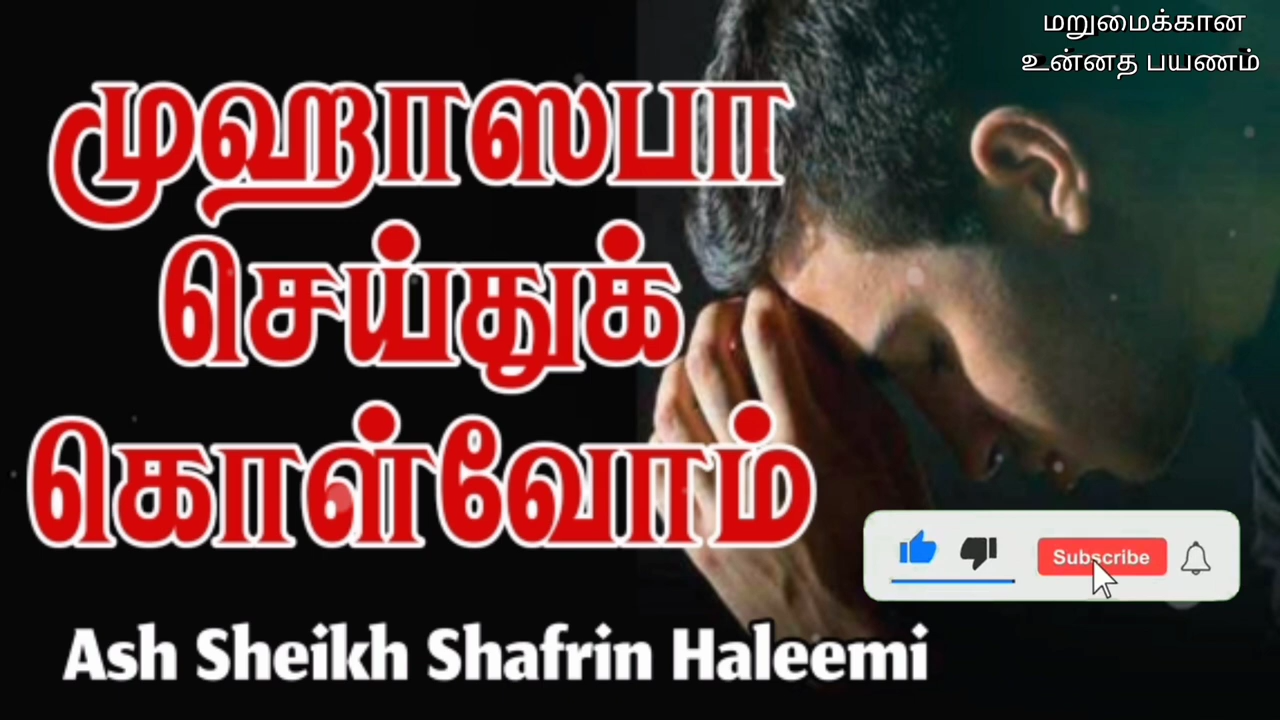 மறுமைக்கான
உன்னத பயணம்
முஹாஸபா
செய்துக்
கொள்வோம்
Subscribe
Ash Sheikh Shafrin Haleemi